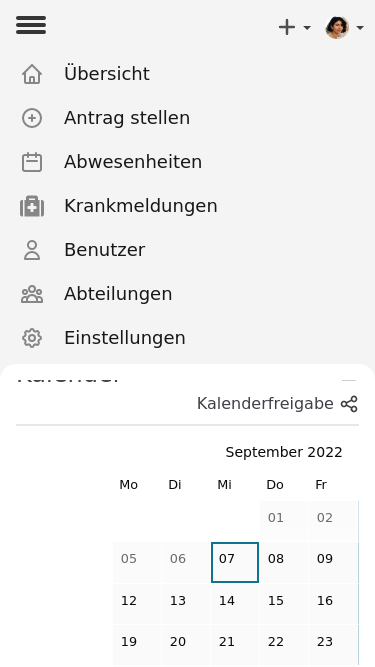 Übersicht
Antrag stellen
Abwesenheiten
Krankmeldungen
Benutzer
Abteilungen
Einstellungen
Kalender
Kalenderfreigabe
September 2022
Mo Di Mi Do Fr
01 02
05 06 07 08 09
12 13 14 15 16
19 20 21 22 23